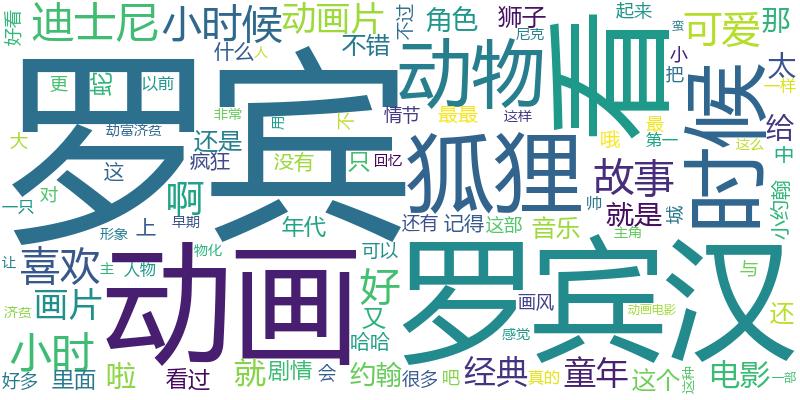 好看
迪士尼
小时候
动画片
不过
角色
狮子
起来
蛮
可爱
那
什么
人
不错
尼克
看
小
把
太
一样
更
蛇
以前
罗宾
动物
时候
大
劫富济贫
非常
用
不
情节
最最
这样
哦
最
第一
这么
给
中
还是
这
疯狂
没有
只
回忆
狐狸
故事
小约翰
一只
对
啊
就是
帅
城
形象
上
早期
年代
还有
记得
这部
音乐
主角
让
喜欢
主
人物
物化
动画
可以
好
罗宾汉
与
还
济贫
画片
又
画风
动画电影
小时
哈哈
感觉
好多
里面
啦
看过
就
剧情
会
约翰
很多
吧
经典
真的
童年
这个
这种
电影
一部